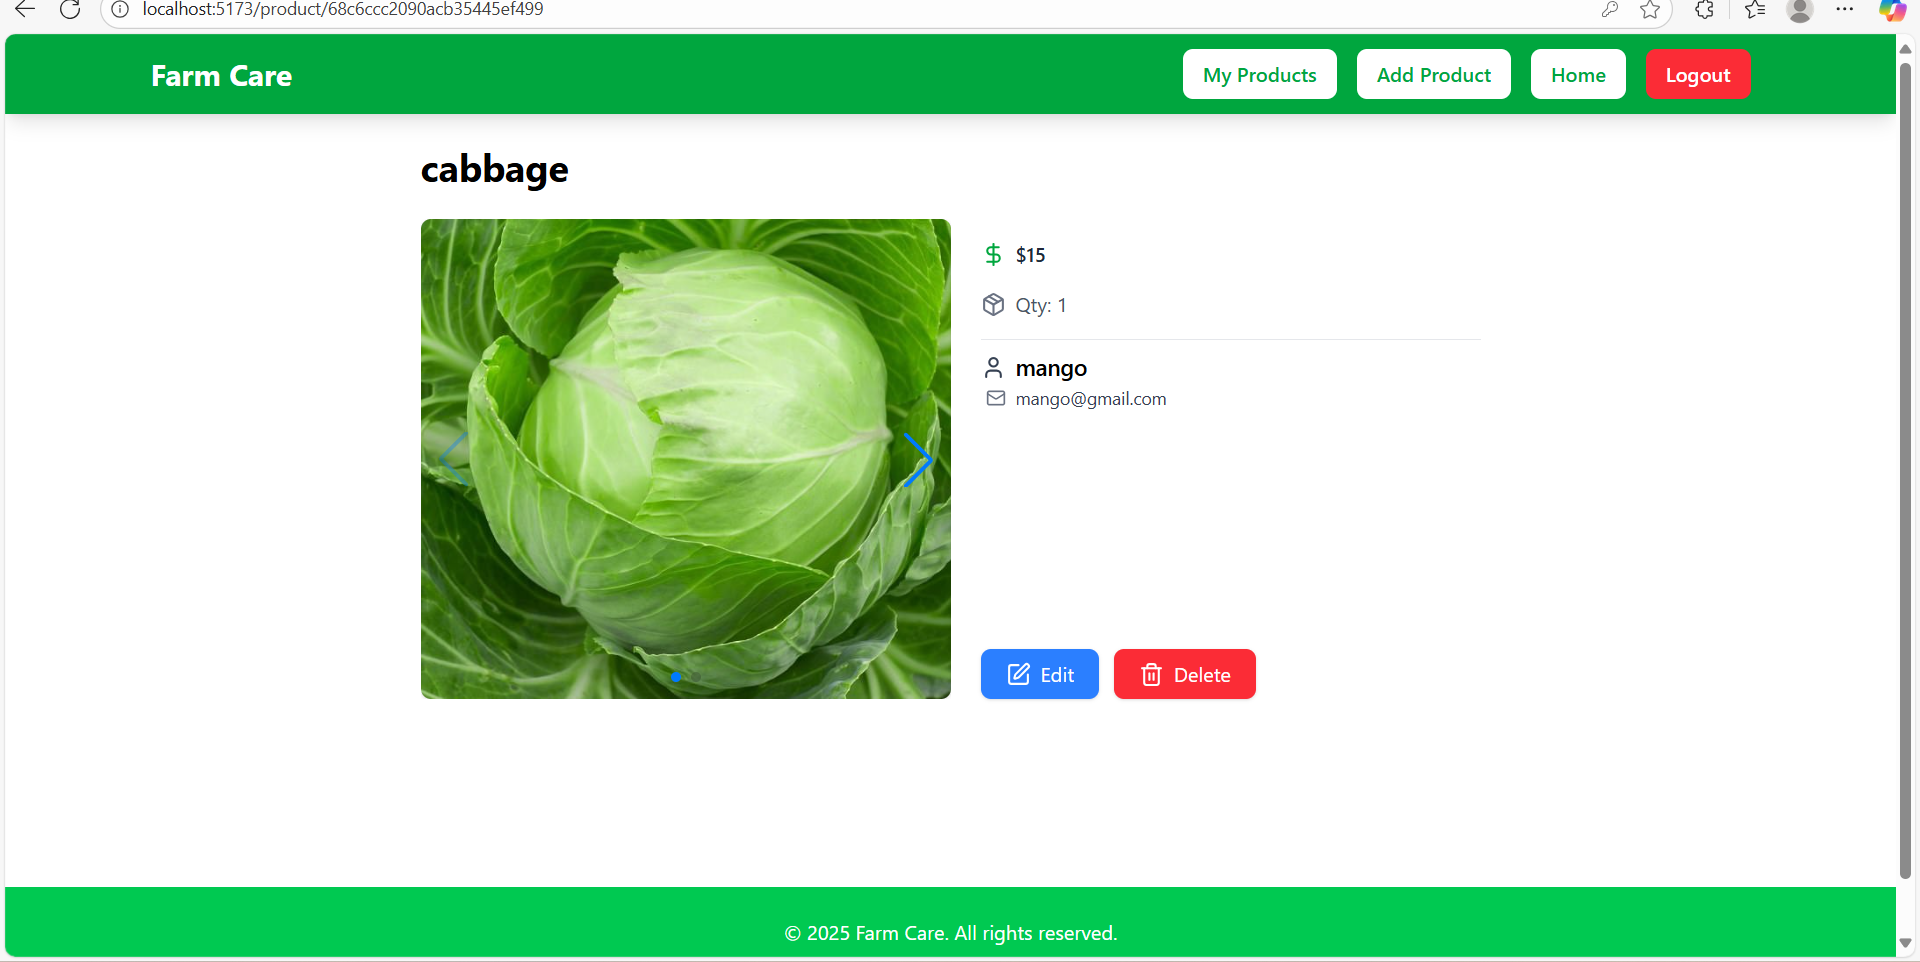 localhost:5173/product/68c6ccc2090acb35445ef499
Farm Care
My Products
Add Product
Home
Logout
cabbage
$15
Qty: 1
mango
mango@gmail.com
Edit
Delete
© 2025 Farm Care. All rights reserved.